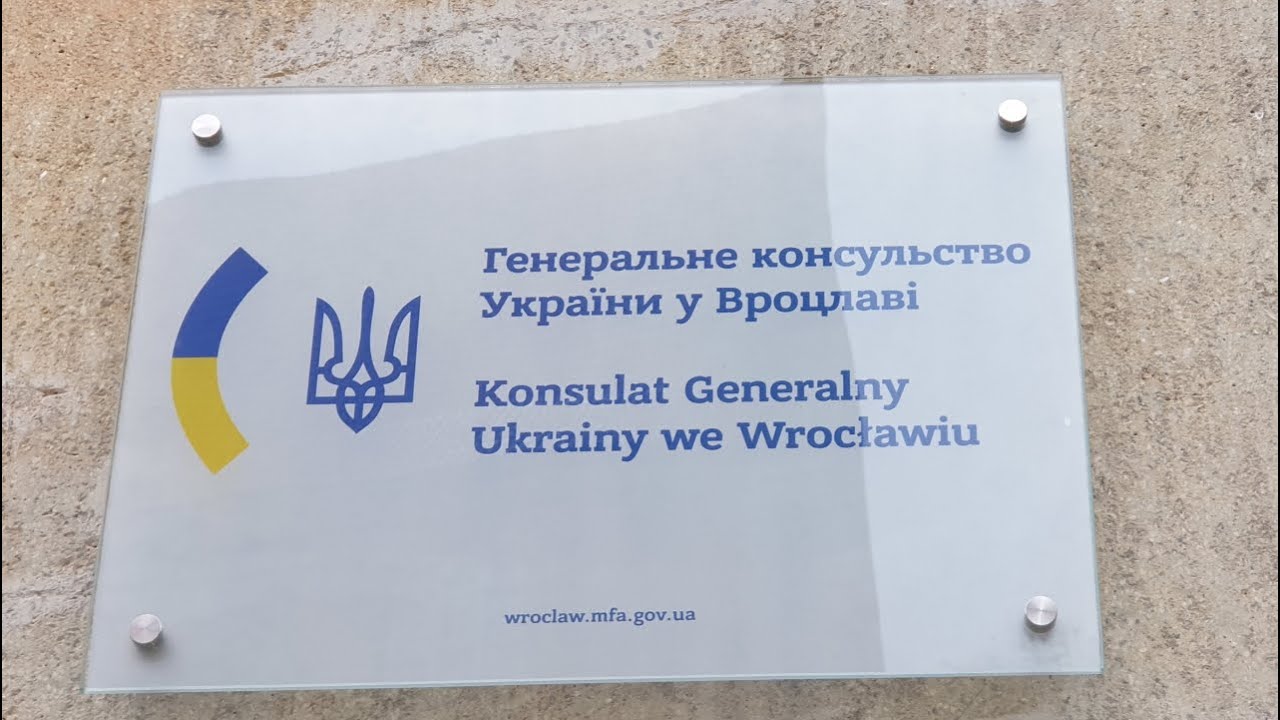 Генеральне консульство
України у Вроцлаві
Konsulat Generalny
Ukrainy we Wrocławiu
wroclaw.mfa.gov.ua